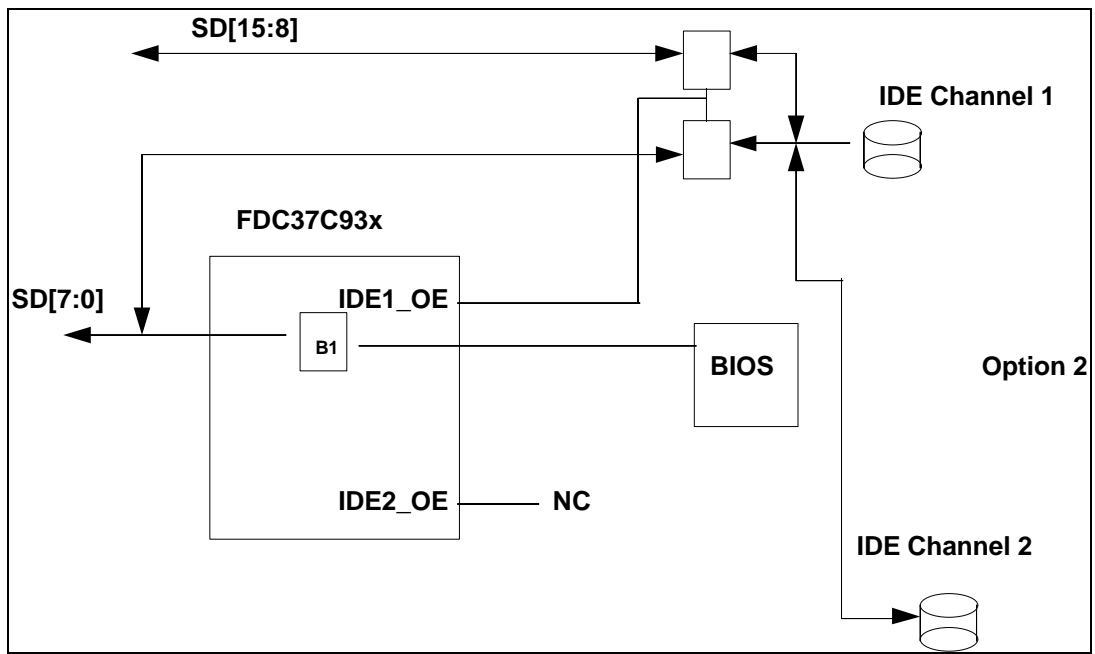 SD[15:8]
IDE Channel 1
FDC37C93x
SD[7:0]
IDE1_OE
B1
BIOS
Option 2
IDE2_OE
NC
IDE Channel 2